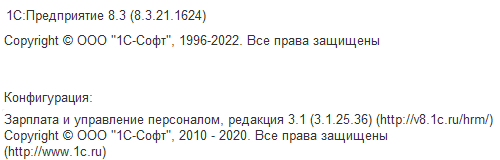 1С:Предприятие 8.3 (8.3.21.1624)
Copyright © ООО "1С-Софт", 1996-2022. Все права защищены
Конфигурация:
Зарплата и управление персоналом, редакция 3.1 (3.1.25.36) (http://v8.1c.ru/hrm/)
Copyright © ООО "1С-Софт", 2010 - 2020. Все права защищены
(http://www.1c.ru)